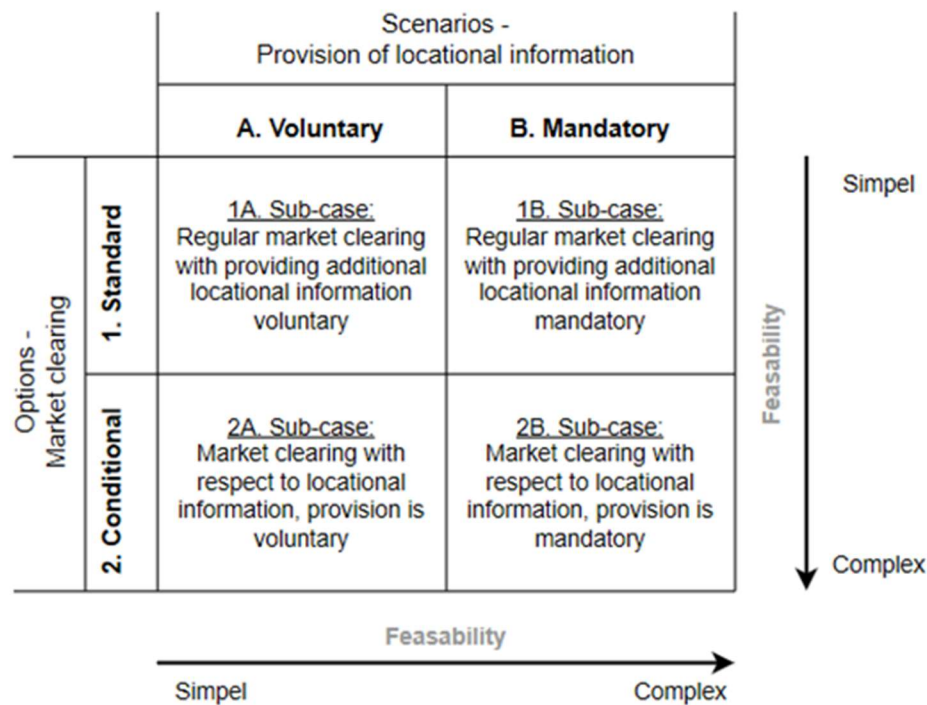 Scenarios -
Provision of locational information
A. Voluntary
B. Mandatory
Options -
Market clearing
1. Standard
1A. Sub-case:
Regular market clearing
with providing additional
locational information
voluntary
1B. Sub-case:
Regular market clearing
with providing additional
locational information
mandatory
2. Conditional
2A. Sub-case:
Market clearing with
respect to locational
information, provision is
voluntary
2B. Sub-case:
Market clearing with
respect to locational
information, provision is
mandatory
Simpel
Feasability
Complex
Feasability
Simpel
Complex